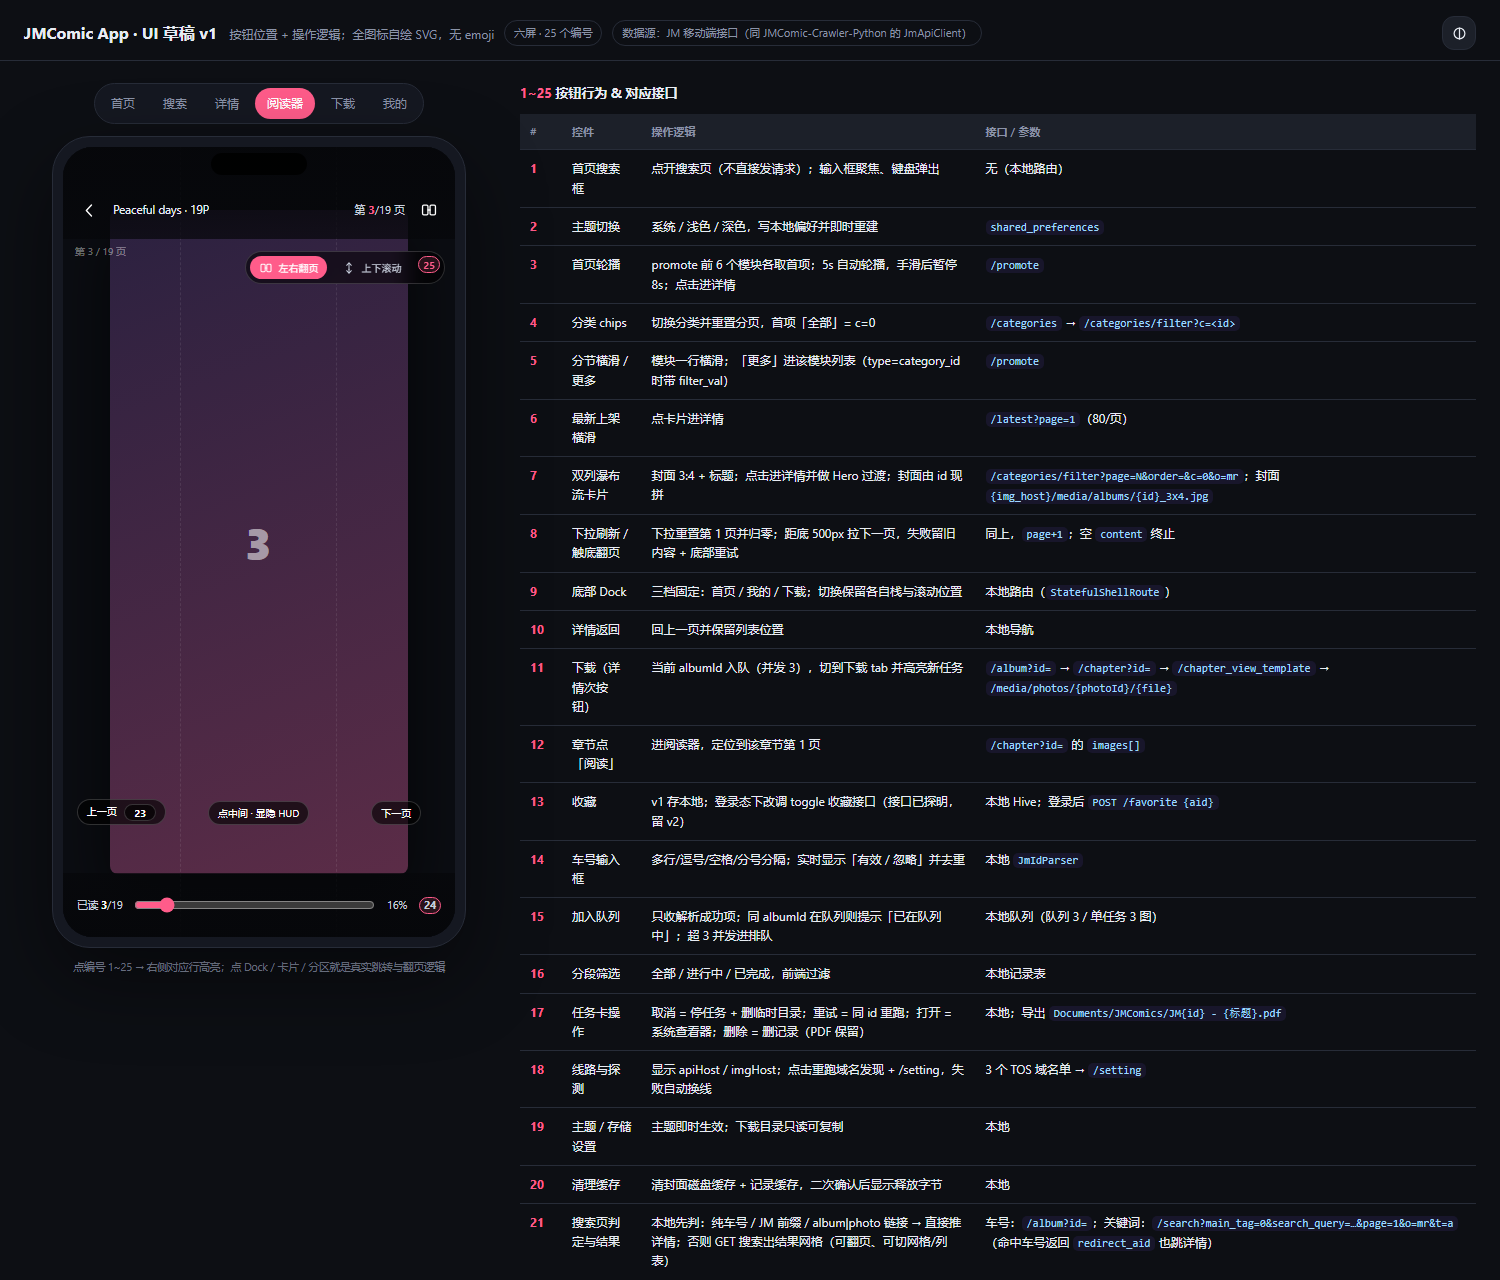 JMComic App · UI 草稿 v1 按钮位置 + 操作逻辑；全图标自绘 SVG，无 emoji 六屏 · 25 个编号 数据源：JM 移动端接口（同 JMComic-Crawler-Python 的 JmApiClient）
首页 搜索 详情 阅读器 下载 我的
Peaceful days · 19P 第 3/19 页
第 3 / 19 页
左右翻页 上下滚动 25
3
上一页 23 点中间 · 显隐 HUD 下一页
已读 3/19 16% 24
点编号 1~25 → 右侧对应行高亮；点 Dock / 卡片 / 分区就是真实跳转与翻页逻辑
1~25 按钮行为 & 对应接口
# 控件 操作逻辑 接口 / 参数
1 首页搜索框 点开搜索页（不直接发请求）；输入框聚焦、键盘弹出 无（本地路由）
2 主题切换 系统 / 浅色 / 深色，写本地偏好并即时重建 shared_preferences
3 首页轮播 promote 前 6 个模块各取首项；5s 自动轮播，手滑后暂停 8s；点击进详情 /promote
4 分类 chips 切换分类并重置分页，首项「全部」= c=0 /categories → /categories/filter?c=<id>
5 分节横滑 / 更多 模块一行横滑；「更多」进该模块列表（type=category_id 时带 filter_val） /promote
6 最新上架横滑 点卡片进详情 /latest?page=1 （80/页）
7 双列瀑布流卡片 封面 3:4 + 标题；点击进详情并做 Hero 过渡；封面由 id 现拼 /categories/filter?page=N&order=&c=0&o=mr ；封面 {img_host}/media/albums/{id}_3x4.jpg
8 下拉刷新 / 触底翻页 下拉重置第 1 页并归零；距底 500px 拉下一页，失败留旧内容 + 底部重试 同上， page+1 ；空 content 终止
9 底部 Dock 三档固定：首页 / 我的 / 下载；切换保留各自栈与滚动位置 本地路由（ StatefulShellRoute ）
10 详情返回 回上一页并保留列表位置 本地导航
11 下载（详情次按钮） 当前 albumId 入队（并发 3），切到下载 tab 并高亮新任务 /album?id= → /chapter?id= → /chapter_view_template → /media/photos/{photoId}/{file}
12 章节点「阅读」 进阅读器，定位到该章节第 1 页 /chapter?id= 的 images[]
13 收藏 v1 存本地；登录态下改调 toggle 收藏接口（接口已探明，留 v2） 本地 Hive；登录后 POST /favorite {aid}
14 车号输入框 多行/逗号/空格/分号分隔；实时显示「有效 / 忽略」并去重 本地 JmIdParser
15 加入队列 只收解析成功项；同 albumId 在队列则提示「已在队列中」；超 3 并发进排队 本地队列（队列 3 / 单任务 3 图）
16 分段筛选 全部 / 进行中 / 已完成，前端过滤 本地记录表
17 任务卡操作 取消 = 停任务 + 删临时目录；重试 = 同 id 重跑；打开 = 系统查看器；删除 = 删记录（PDF 保留） 本地；导出 Documents/JMComics/JM{id} - {标题}.pdf
18 线路与探测 显示 apiHost / imgHost；点击重跑域名发现 + /setting，失败自动换线 3 个 TOS 域名单 → /setting
19 主题 / 存储设置 主题即时生效；下载目录只读可复制 本地
20 清理缓存 清封面磁盘缓存 + 记录缓存，二次确认后显示释放字节 本地
21 搜索页判定与结果 本地先判：纯车号 / JM 前缀 / album|photo 链接 → 直接推详情；否则 GET 搜索出结果网格（可翻页、可切网格/列表） 车号： /album?id= ；关键词： /search?main_tag=0&search_query=…&page=1&o=mr&t=a （命中车号返回 redirect_aid 也跳详情）